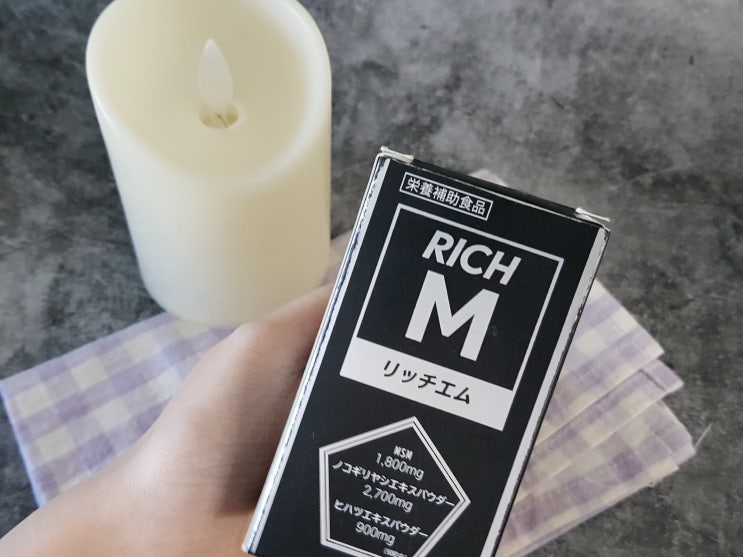 栄養補助食品
RICH
M
リッチエム
MSM
1,800mg
ノコギリヤシエキスパウダー
2,700mg
ヒハツエキスパウダー
900mg